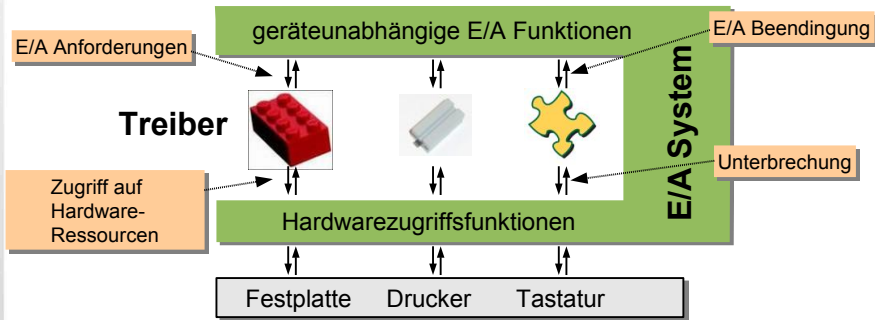 geräteunabhängige E/A Funktionen
E/A Beendingung
E/A Anforderungen
Treiber
E/A System
Unterbrechung
Zugriff auf
Hardware-
Ressourcen
Hardwarezugriffsfunktionen
Festplatte Drucker Tastatur